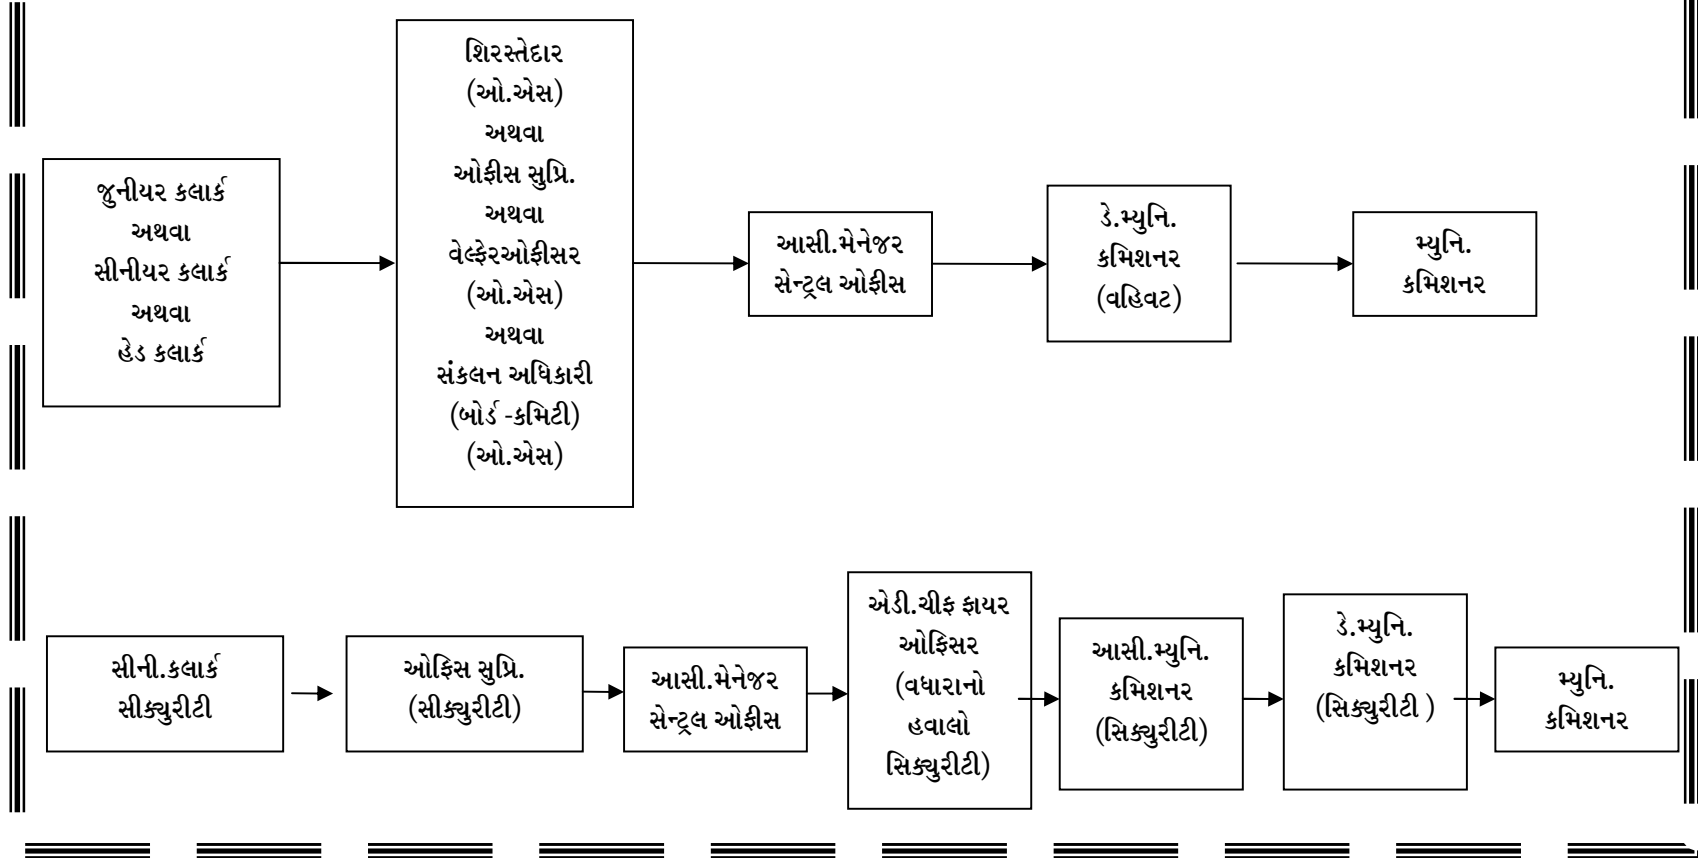 જુનીયર કલાર્ક
અથવા
સીનીયર કલાર્ક
અથવા
હેડ કલાર્ક
શિરસ્તેદાર
(ઓ.એસ)
અથવા
ઓફીસ સુપ્રિ.
અથવા
વેલ્ફેરઓફીસર
(ઓ.એસ)
અથવા
સંકલન અધિકારી
(બોર્ડ -કમિટી)
(ઓ.એસ)
આસી.મેનેજર
સેન્ટ્રલ ઓફીસ
ડે.મ્યુનિ.
કમિશનર
(વહિવટ)
મ્યુનિ.
કમિશનર
સીની.કલાર્ક
સીક્યુરીટી
ઓફિસ સુપ્રિ.
(સીક્યુરીટી)
આસી.મેનેજર
સેન્ટ્રલ ઓફીસ
એડી.ચીફ ફાયર
ઓફિસર
(વધારાનો
હવાલો
સિક્યુરીટી)
આસી.મ્યુનિ.
કમિશનર
(સિક્યુરીટી)
ડે.મ્યુનિ.
કમિશનર
(સિક્યુરીટી )
મ્યુનિ.
કમિશનર